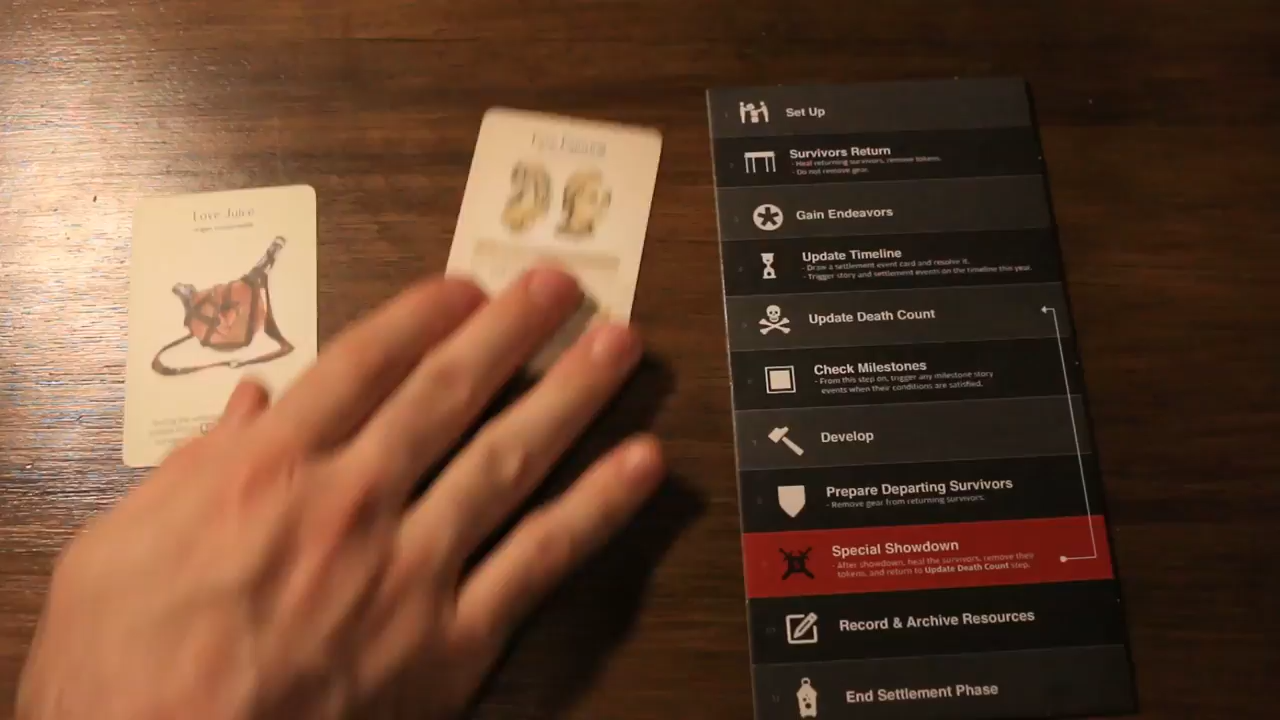 Love Juice
Set Up
Survivors Return
- Heal returning survivors, remove tokens.
- Do not remove gear.
Gain Endeavors
Update Timeline
- Draw a settlement event card and resolve it.
- Trigger story and settlement events on the timeline this year.
Update Death Count
Check Milestones
- From this step on, trigger any milestone story
events when their conditions are satisfied.
Develop
Prepare Departing Survivors
- Remove gear from returning survivors.
Special Showdown
- After showdown, heal the survivors, remove their
tokens, and return to Update Death Count step.
Record & Archive Resources
End Settlement Phase